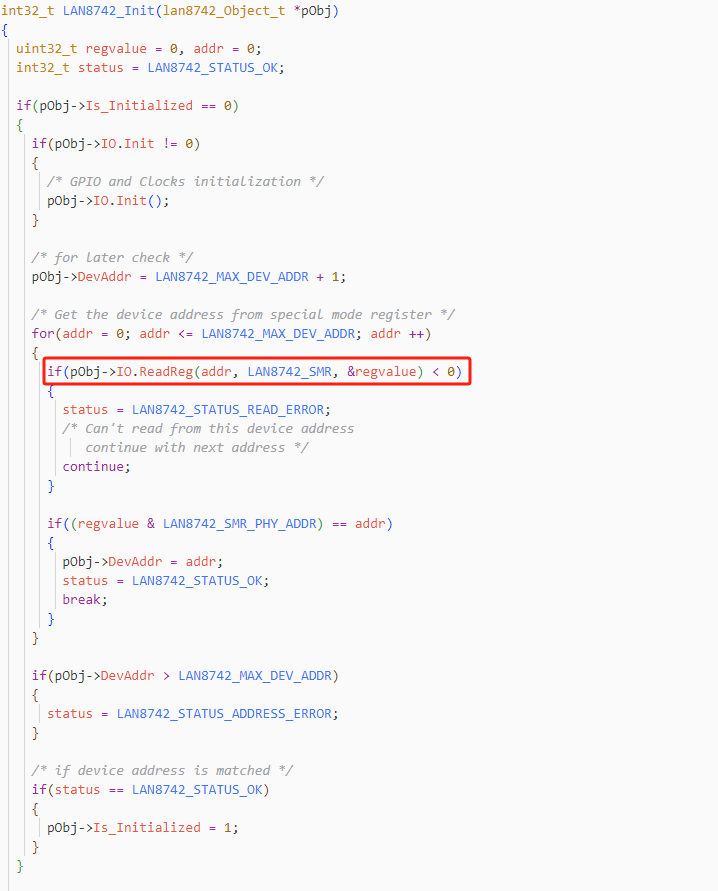 int32_t LAN8742_Init(lan8742_Object_t *pObj)
{
uint32_t regvalue = 0, addr = 0;
int32_t status = LAN8742_STATUS_OK;
if(pObj->Is_Initialized == 0)
{
if(pObj->IO.Init != 0)
{
/* GPIO and Clocks initialization */
pObj->IO.Init();
}
/* for later check */
pObj->DevAddr = LAN8742_MAX_DEV_ADDR + 1;
/* Get the device address from special mode register */
for(addr = 0; addr <= LAN8742_MAX_DEV_ADDR; addr ++)
{
if(pObj->IO.ReadReg(addr, LAN8742_SMR, &regvalue) < 0)
{
status = LAN8742_STATUS_READ_ERROR;
/* Can't read from this device address
continue with next address */
continue;
}
if((regvalue & LAN8742_SMR_PHY_ADDR) == addr)
{
pObj->DevAddr = addr;
status = LAN8742_STATUS_OK;
break;
}
}
if(pObj->DevAddr > LAN8742_MAX_DEV_ADDR)
{
status = LAN8742_STATUS_ADDRESS_ERROR;
}
/* if device address is matched */
if(status == LAN8742_STATUS_OK)
{
pObj->Is_Initialized = 1;
}
}